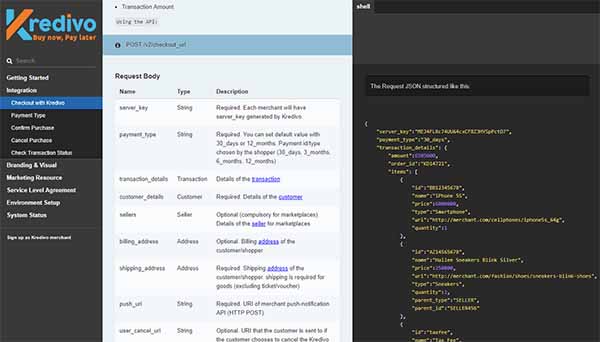 Kredivo
Buy now, Pay later
Search
Getting Started
Integration
Checkout with Kredivo
Payment Type
Confirm Purchase
Cancel Purchase
Check Transaction Status
Branding & Visual
Marketing Resource
Service Level Agreement
Environment Setup
System Status
Sign up as Kredivo merchant
Transaction Amount
Using the API:
POST /v2/checkout_url
Request Body
Name Type Description
server_key String Required. Each merchant will have
server_key generated by Kredivo.
payment_type String Required. You can set default value with
30_days or 12_months. Payment id/type
chosen by the shopper (30_days, 3_months,
6_months, 12_months)
transaction_details Transaction Details of the transaction
customer_details Customer Required. Details of the customer
sellers Seller Optional (compulsory for marketplaces)
Details of the seller for marketplaces
billing_address Address Optional. Billing address of the
customer/shopper
shipping_address Address Required. Shipping address of the
customer/shopper. shipping is required for
goods (excluding ticket/voucher)
push_uri String Required. URI of merchant push-notification
API (HTTP POST)
user_cancel_url String Optional. URI that the customer is sent to if
the customer chooses to cancel the Kredivo
shell
The Request JSON structured like this:
{
"server_key":
"payment_type":"30_days",
"transaction_details": {
"amount":
"order_id":"KD14721",
"items": [
{
"id":"BB12345678",
"name":"iPhone 5S",
"price":6000000,
"type":"Smartphone",
"url":"http://merchant.com/cellphones/iphone5s_64g",
"quantity":1
},
{
"id":"AZ14565678",
"name":"Hailee Sneakers Blink Silver",
"price":250000,
"url":"http://merchant.com/fashion/shoes/sneakers-blink-shoes",
"type":"Sneakers",
"quantity":2,
"parent_type":"SELLER",
"parent_id":"SELLER456"
},
{
"id":"taxfee",
"name":"Tax Fee",